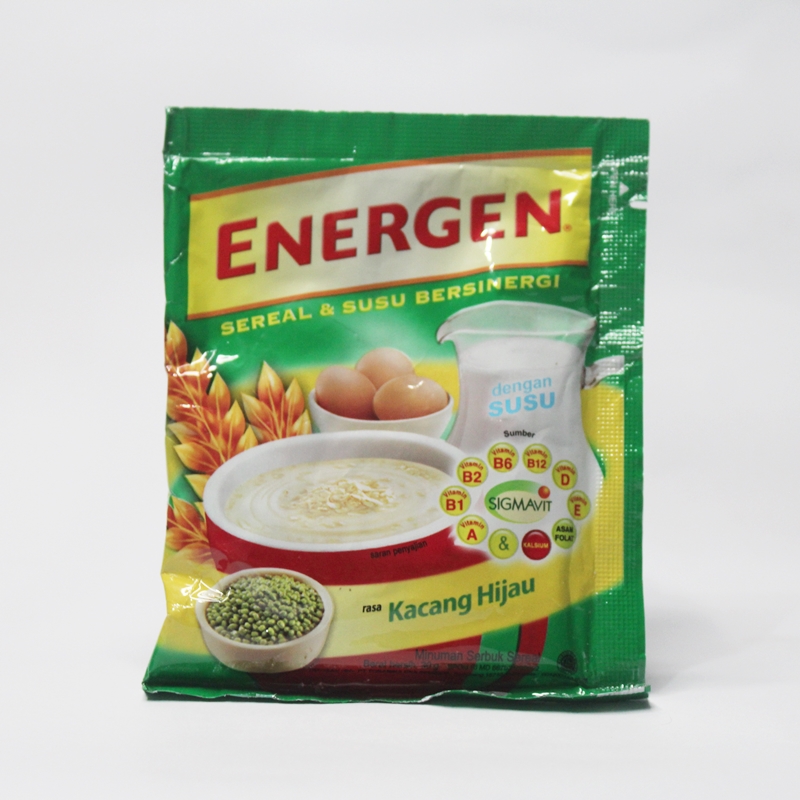 ENERGEN®
SEREAL & SUSU BERSINERGI
dengan
SUSU
Sumber
Vitamin B6
Vitamin B12
Vitamin B2
Vitamin D
Vitamin B1
SIGMAVIT
Vitamin E
Vitamin A
&
KALSIUM
ASAM FOLAT
saran penyajian
rasa Kacang Hijau
Minuman Serbuk